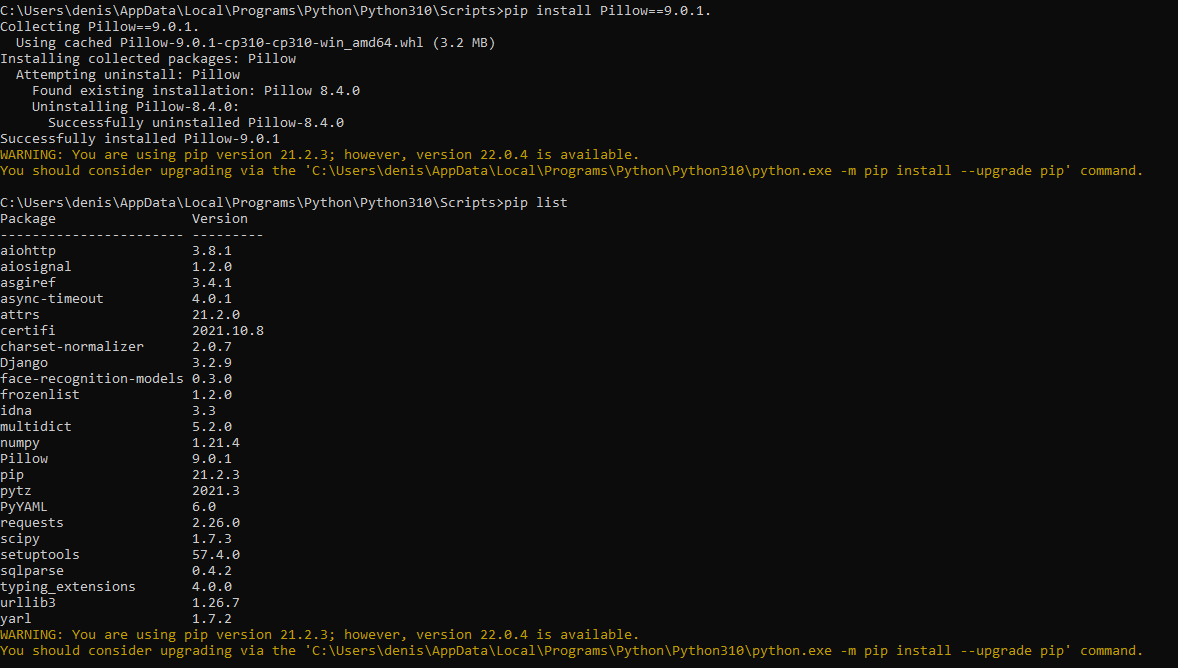 C:\Users\denis\AppData\Local\Programs\Python\Python310\Scripts>pip install Pillow==9.0.1.
Collecting Pillow==9.0.1.
  Using cached Pillow-9.0.1-cp310-cp310-win_amd64.whl (3.2 MB)
Installing collected packages: Pillow
  Attempting uninstall: Pillow
    Found existing installation: Pillow 8.4.0
    Uninstalling Pillow-8.4.0:
      Successfully uninstalled Pillow-8.4.0
Successfully installed Pillow-9.0.1
WARNING: You are using pip version 21.2.3; however, version 22.0.4 is available.
You should consider upgrading via the 'C:\Users\denis\AppData\Local\Programs\Python\Python310\python.exe -m pip install --upgrade pip' command.
C:\Users\denis\AppData\Local\Programs\Python\Python310\Scripts>pip list
Package                 Version
----------------------- ---------
aiohttp                 3.8.1
aiosignal               1.2.0
asgiref                 3.4.1
async-timeout           4.0.1
attrs                   21.2.0
certifi                 2021.10.8
charset-normalizer      2.0.7
Django                  3.2.9
face-recognition-models 0.3.0
frozenlist              1.2.0
idna                    3.3
multidict               5.2.0
numpy                   1.21.4
Pillow                  9.0.1
pip                     21.2.3
pytz                    2021.3
PyYAML                  6.0
requests                2.26.0
scipy                   1.7.3
setuptools              57.4.0
sqlparse                0.4.2
typing_extensions       4.0.0
urllib3                 1.26.7
yarl                    1.7.2
WARNING: You are using pip version 21.2.3; however, version 22.0.4 is available.
You should consider upgrading via the 'C:\Users\denis\AppData\Local\Programs\Python\Python310\python.exe -m pip install --upgrade pip' command.